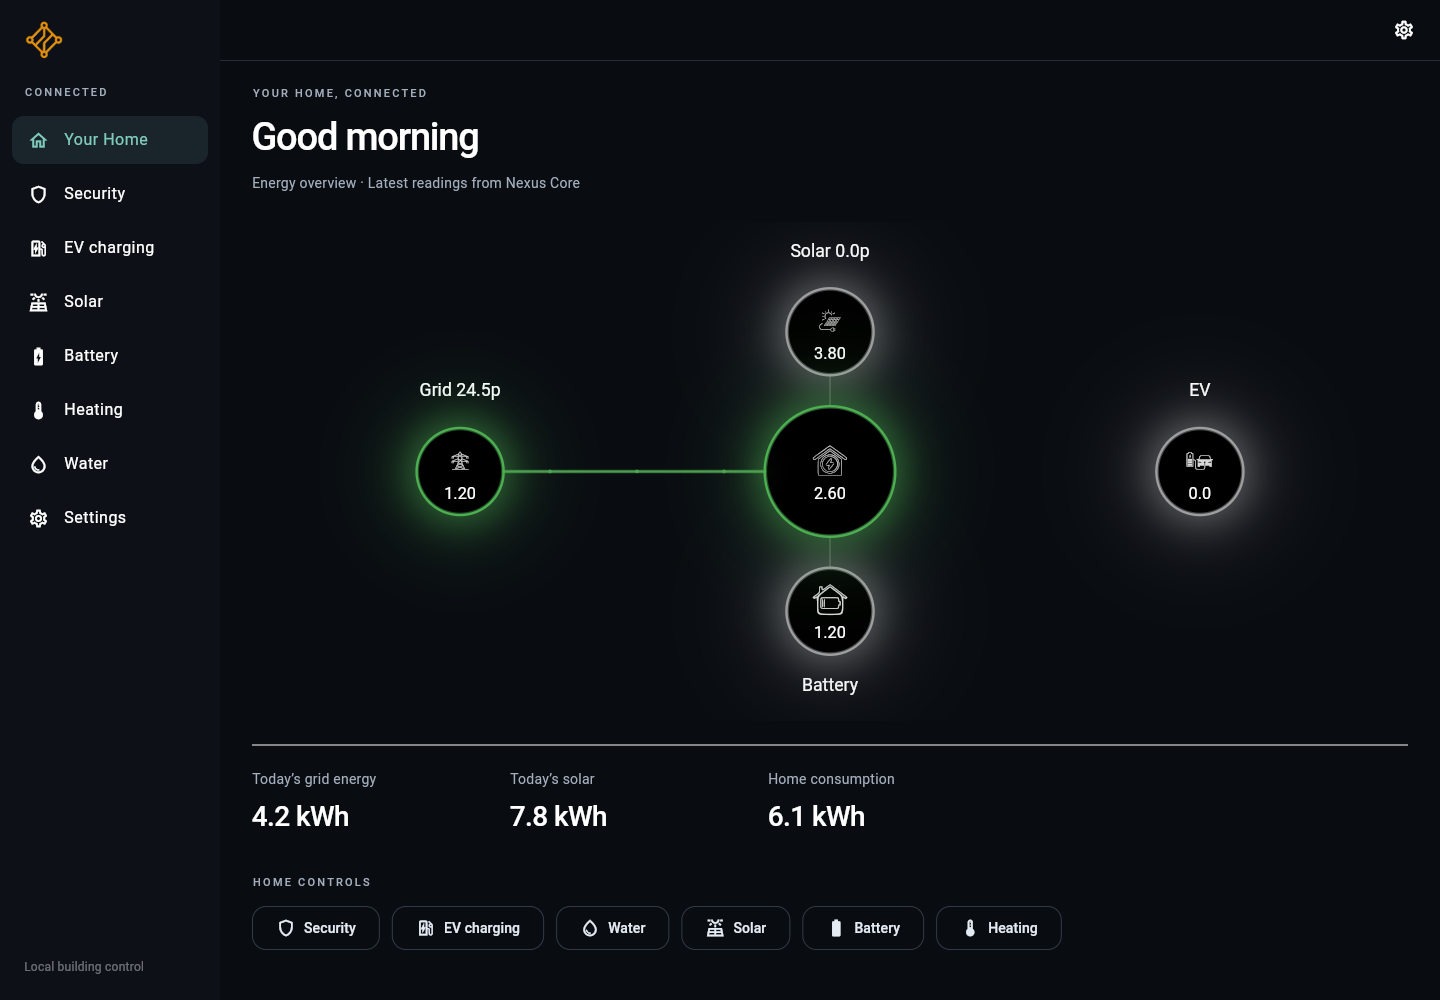 CONNECTED
Your Home
Security
EV charging
Solar
Battery
Heating
Water
Settings
Local building control
YOUR HOME, CONNECTED
Good morning
Energy overview · Latest readings from Nexus Core
Solar 0.0p
3.80
Grid 24.5p
1.20
2.60
EV
0.0
1.20
Battery
Today’s grid energy
4.2 kWh
Today’s solar
7.8 kWh
Home consumption
6.1 kWh
HOME CONTROLS
Security
EV charging
Water
Solar
Battery
Heating